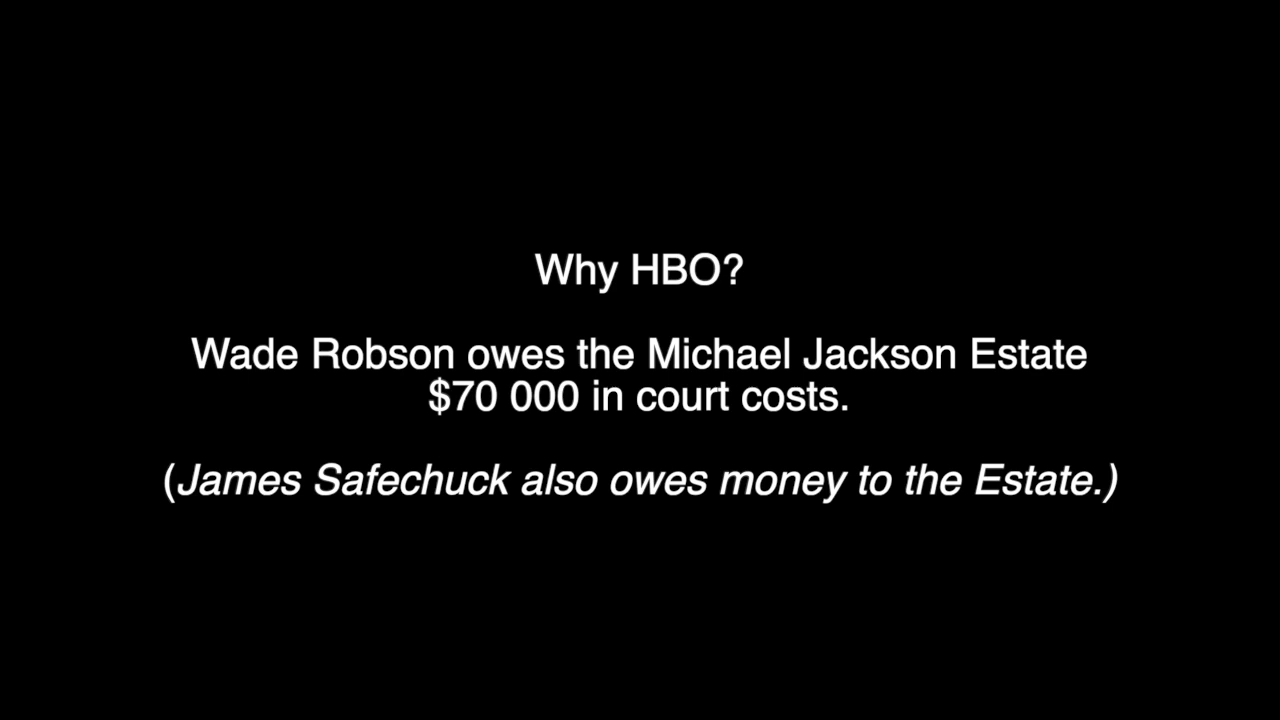 Why HBO?
Wade Robson owes the Michael Jackson Estate
$70 000 in court costs.
(James Safechuck also owes money to the Estate.)